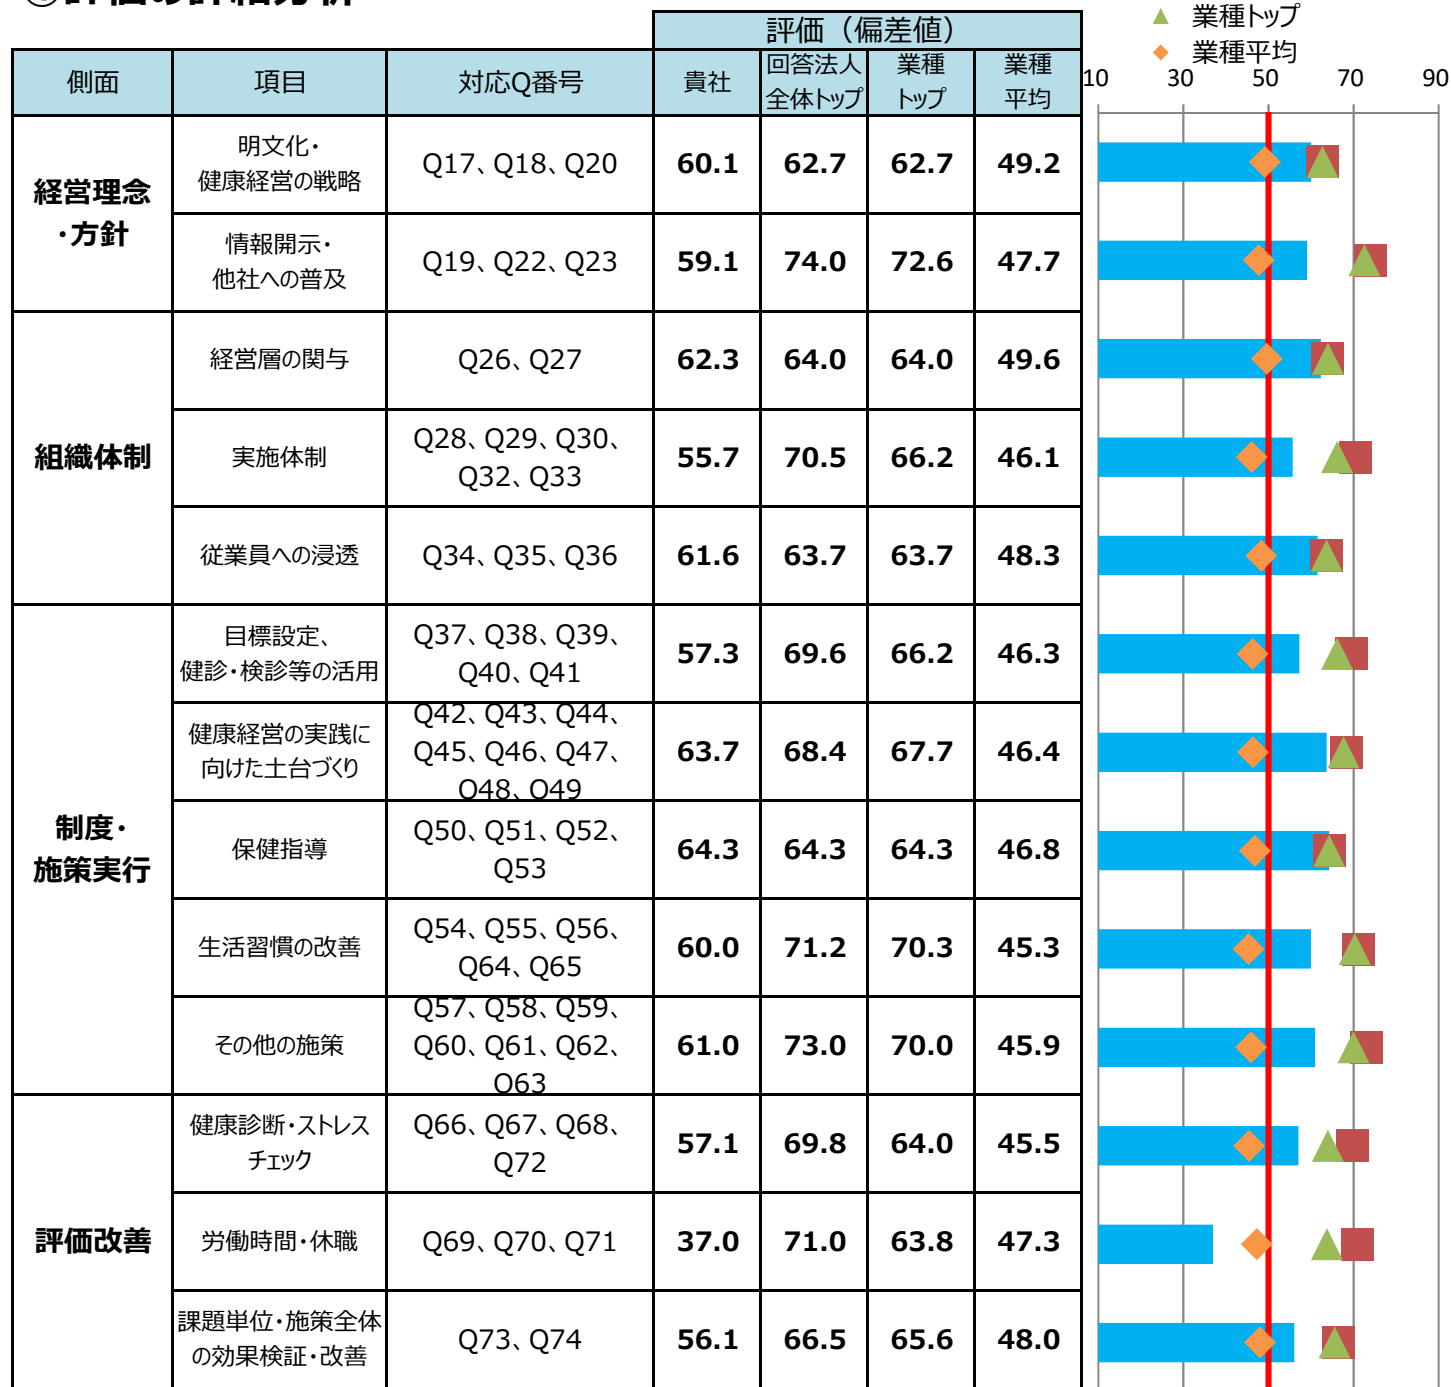 評価（偏差値）
業種トップ
業種平均
側面 項目 対応Q番号 貴社 回答法人 業種 業種
全体トップ トップ 平均
10 30 50 70 90
経営理念
・方針
明文化・
健康経営の戦略
Q17、Q18、Q20
60.1 62.7 62.7 49.2
情報開示・
他社への普及
Q19、Q22、Q23
59.1 74.0 72.6 47.7
組織体制
経営層の関与
Q26、Q27
62.3 64.0 64.0 49.6
実施体制
Q28、Q29、Q30、
Q32、Q33
55.7 70.5 66.2 46.1
従業員への浸透
Q34、Q35、Q36
61.6 63.7 63.7 48.3
制度・
施策実行
目標設定、
健診・検診等の活用
Q37、Q38、Q39、
Q40、Q41
57.3 69.6 66.2 46.3
健康経営の実践に
向けた土台づくり
Q42、Q43、Q44、
Q45、Q46、Q47、
Q48、Q49
63.7 68.4 67.7 46.4
保健指導
Q50、Q51、Q52、
Q53
64.3 64.3 64.3 46.8
生活習慣の改善
Q54、Q55、Q56、
Q64、Q65
60.0 71.2 70.3 45.3
その他の施策
Q57、Q58、Q59、
Q60、Q61、Q62、
Q63
61.0 73.0 70.0 45.9
評価改善
健康診断・ストレス
チェック
Q66、Q67、Q68、
Q72
57.1 69.8 64.0 45.5
労働時間・休職
Q69、Q70、Q71
37.0 71.0 63.8 47.3
課題単位・施策全体
の効果検証・改善
Q73、Q74
56.1 66.5 65.6 48.0